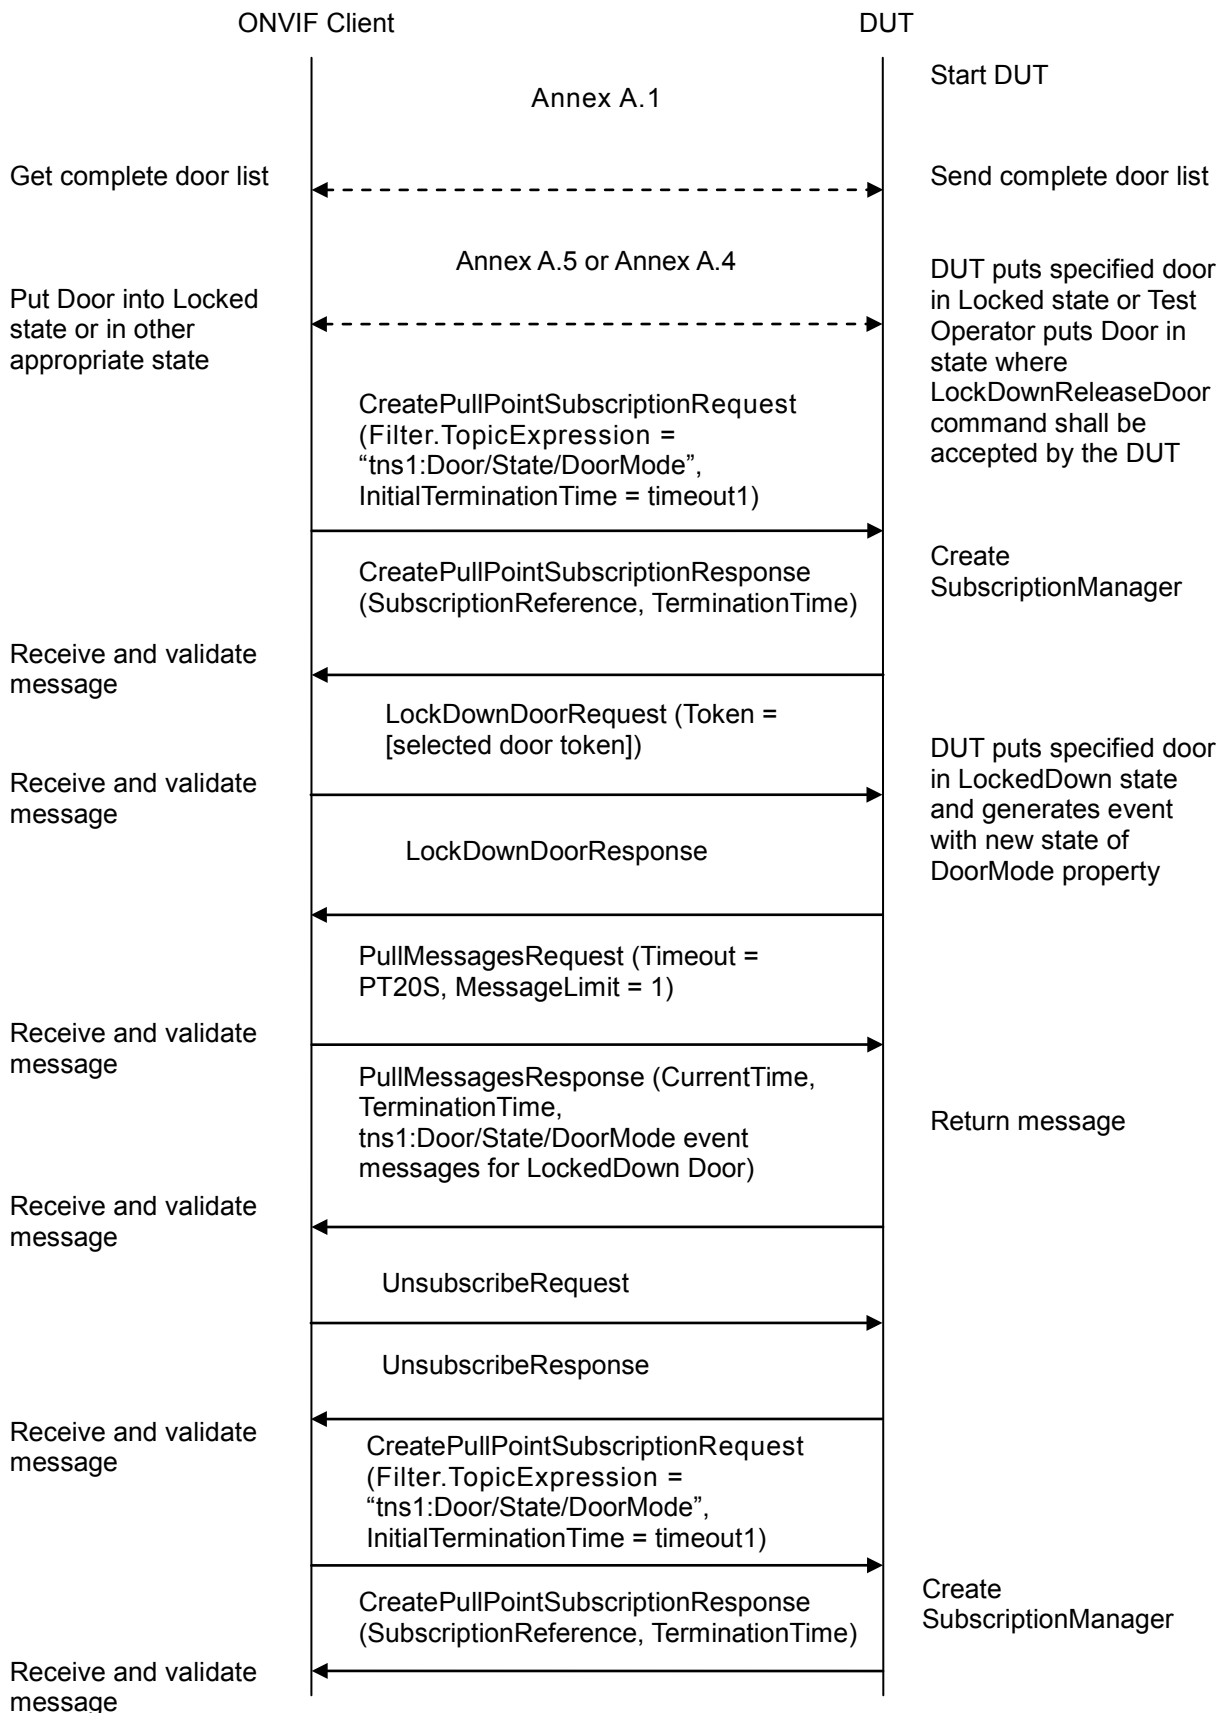 ONVIF Client
DUT
Start DUT
Annex A.1
Get complete door list
Send complete door list
Annex A.5 or Annex A.4
Put Door into Locked
state or in other
appropriate state
DUT puts specified door
in Locked state or Test
Operator puts Door in
state where
LockDownReleaseDoor
command shall be
accepted by the DUT
CreatePullPointSubscriptionRequest
(Filter.TopicExpression =
“tns1:Door/State/DoorMode”,
InitialTerminationTime = timeout1)
Create
SubscriptionManager
CreatePullPointSubscriptionResponse
(SubscriptionReference, TerminationTime)
Receive and validate
message
LockDownDoorRequest (Token =
[selected door token])
DUT puts specified door
in LockedDown state
and generates event
with new state of
DoorMode property
Receive and validate
message
LockDownDoorResponse
PullMessagesRequest (Timeout =
PT20S, MessageLimit = 1)
Receive and validate
message
PullMessagesResponse (CurrentTime,
TerminationTime,
tns1:Door/State/DoorMode event
messages for LockedDown Door)
Return message
Receive and validate
message
UnsubscribeRequest
UnsubscribeResponse
Receive and validate
message
CreatePullPointSubscriptionRequest
(Filter.TopicExpression =
“tns1:Door/State/DoorMode”,
InitialTerminationTime = timeout1)
Create
SubscriptionManager
CreatePullPointSubscriptionResponse
(SubscriptionReference, TerminationTime)
Receive and validate
message